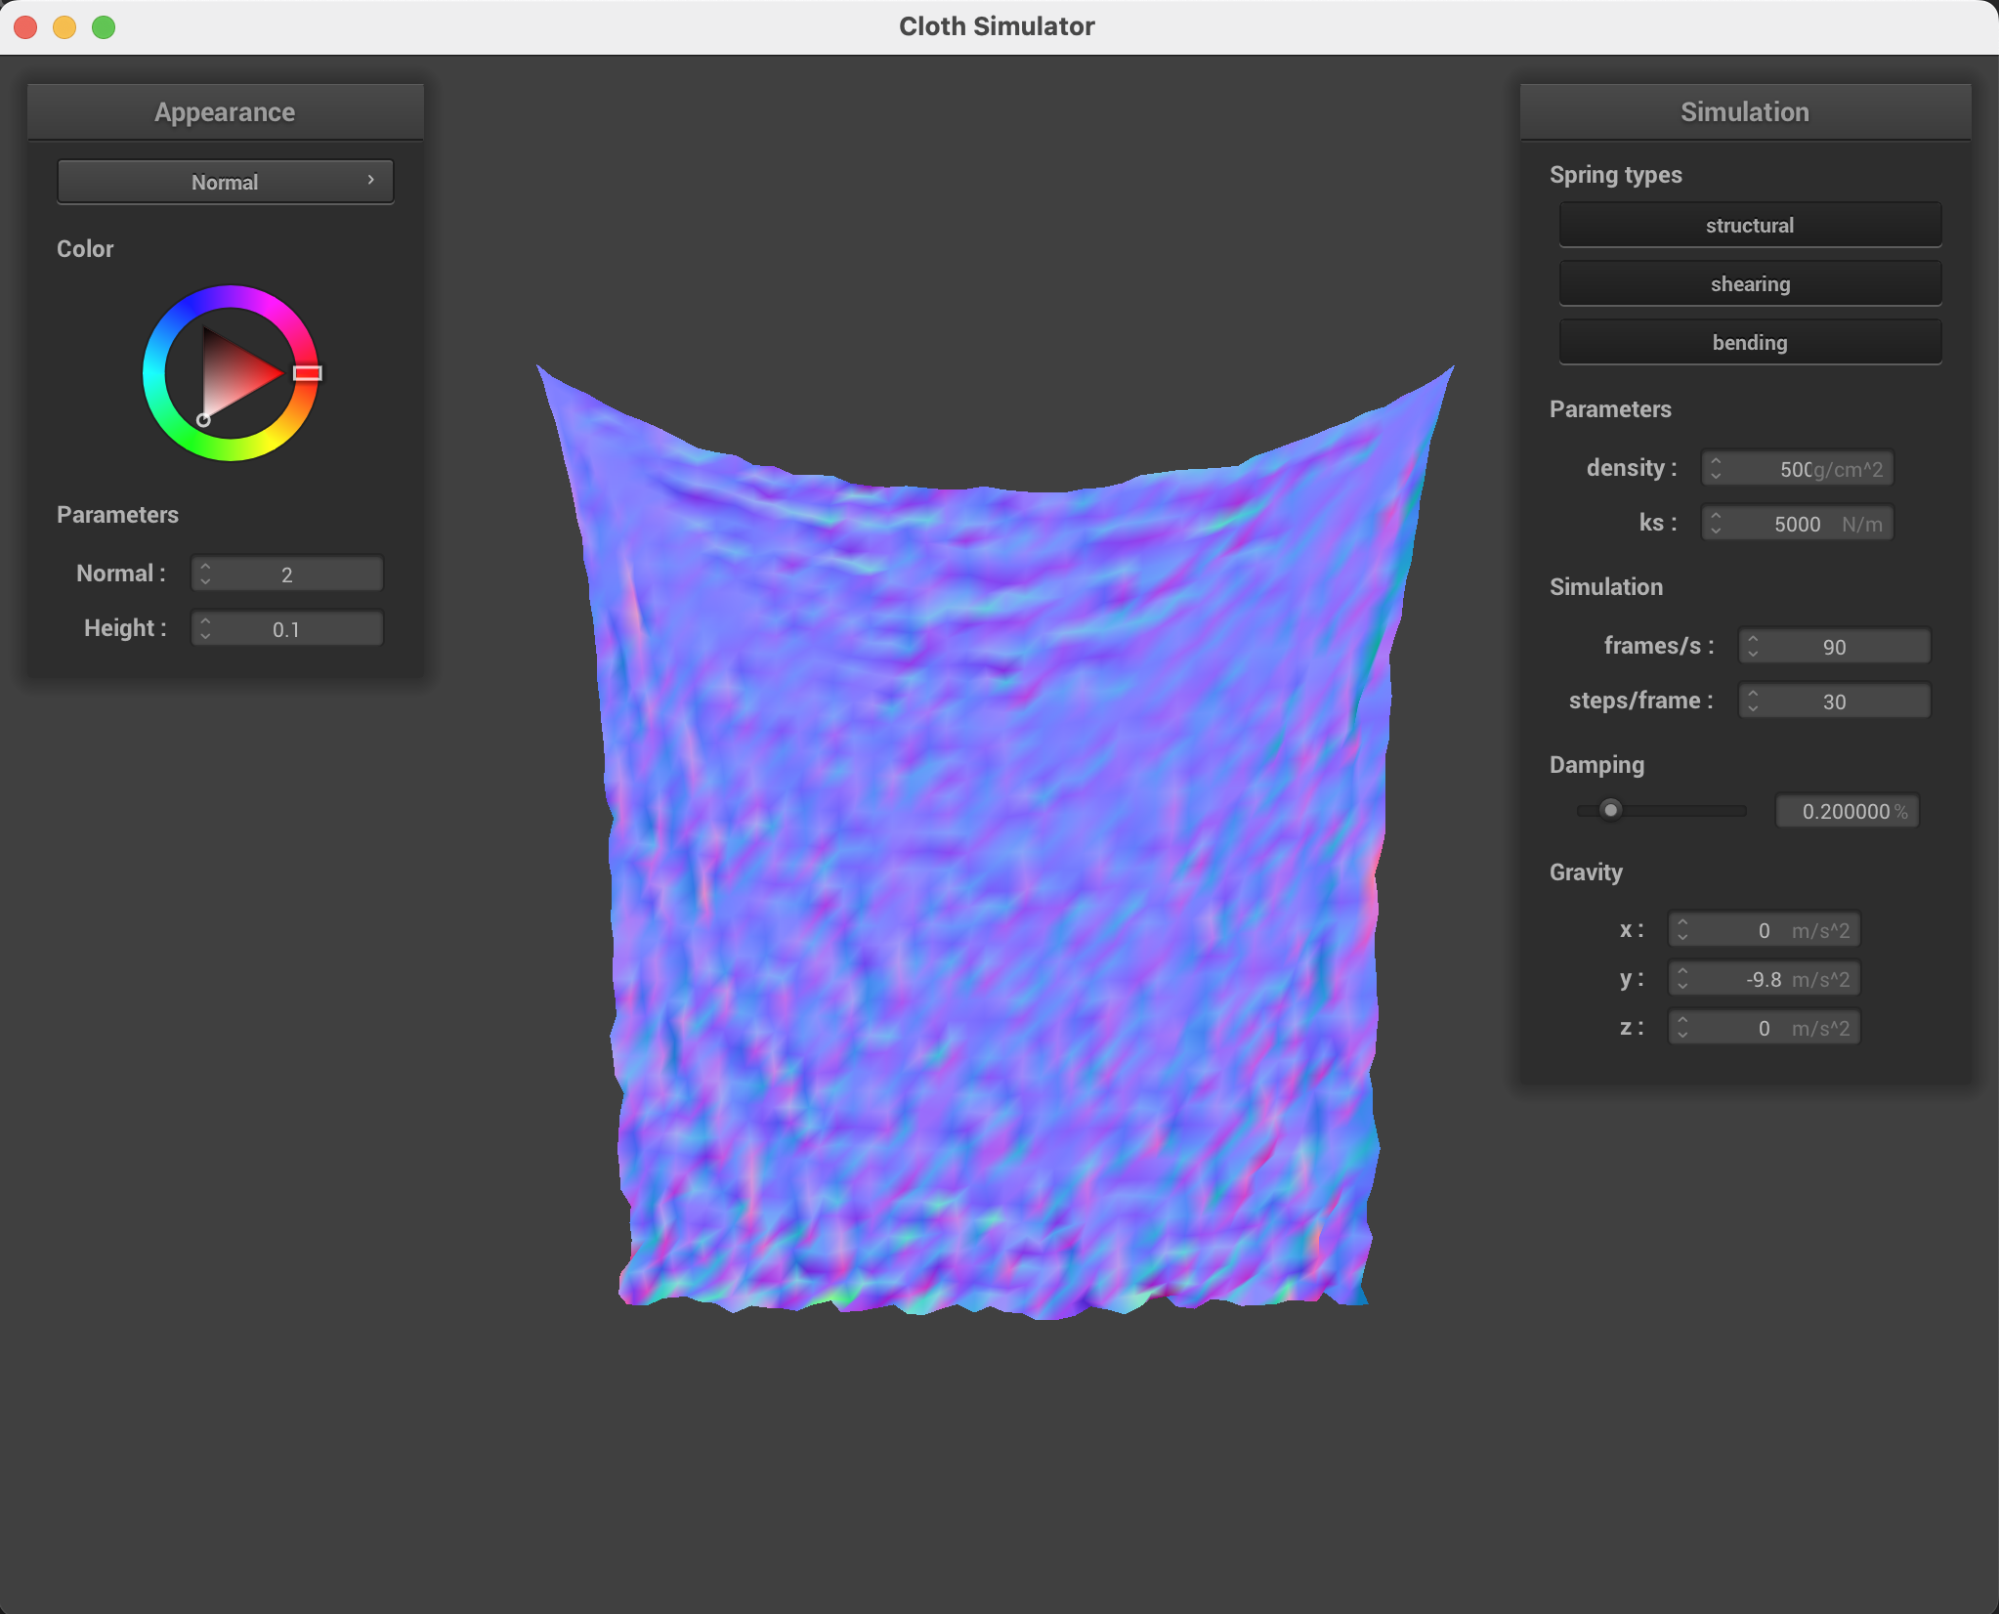 Cloth Simulator
Appearance
Normal
Color
Parameters
Normal : 2
Height : 0.1
Simulation
Spring types
structural
shearing
bending
Parameters
density : 500 g/cm^2
ks : 5000 N/m
Simulation
frames/s : 90
steps/frame : 30
Damping
0.200000 %
Gravity
x : 0 m/s^2
y : -9.8 m/s^2
z : 0 m/s^2